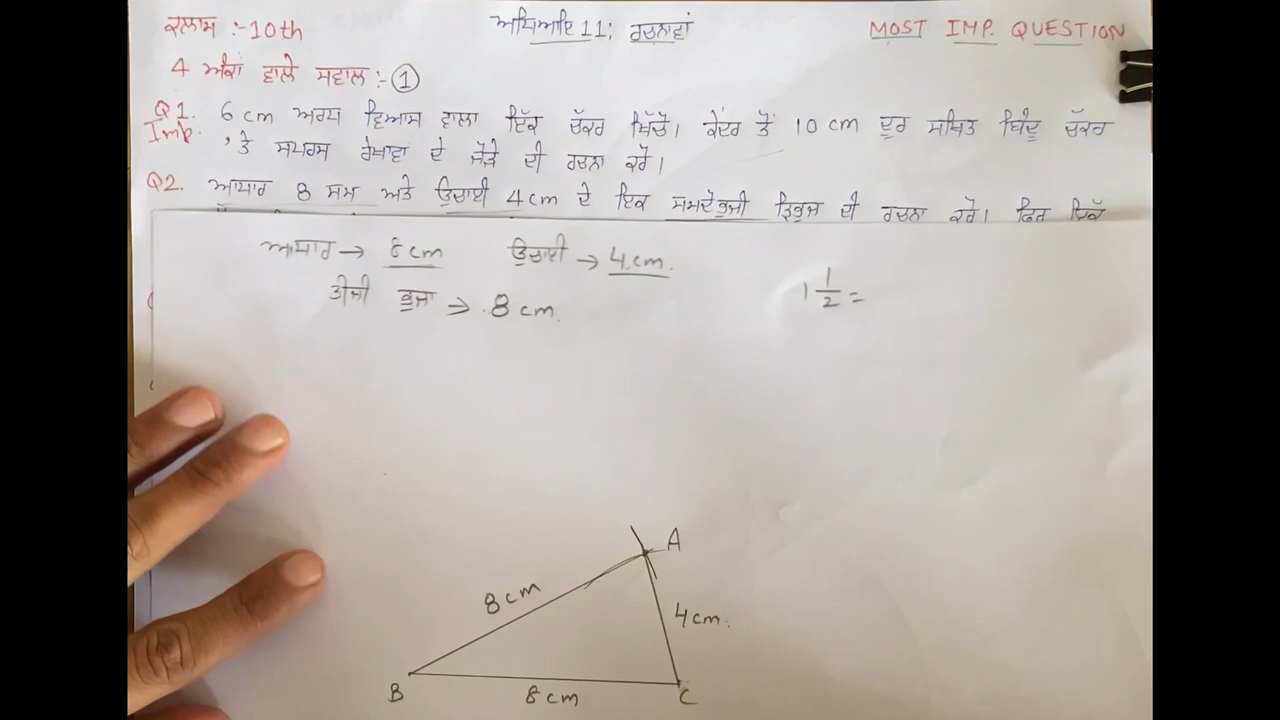 ਕਲਾਸ :- 10th ਅਧਿਆਇ 11: ਰਚਨਾਵਾਂ MOST IMP. QUESTION
4 ਅੰਕਾਂ ਵਾਲੇ ਸਵਾਲ :- 1
Q1. 6 cm ਅਰਧ ਵਿਆਸ ਵਾਲਾ ਇੱਕ ਚੱਕਰ ਖਿੱਚੋ। ਕੇਂਦਰ ਤੋਂ 10 cm ਦੂਰ ਸਥਿਤ ਬਿੰਦੂ ਚੱਕਰ
Imp. 'ਤੇ ਸਪਰਸ਼ ਰੇਖਾਵਾਂ ਦੇ ਜੋੜੇ ਦੀ ਰਚਨਾ ਕਰੋ।
Q2. ਆਧਾਰ 8 ਸਮ ਅਤੇ ਉਚਾਈ 4 cm ਦੇ ਇਕ ਸਮਦੋਭੁਜੀ ਤ੍ਰਿਭੁਜ ਦੀ ਰਚਨਾ ਕਰੋ। ਫਿਰ
ਆਧਾਰ → 8 cm ਉਚਾਈ → 4 cm.
ਤੀਜੀ ਭੁਜਾ → 8 cm.
1 1/2 =
A
8 cm
4 cm.
B 8 cm C